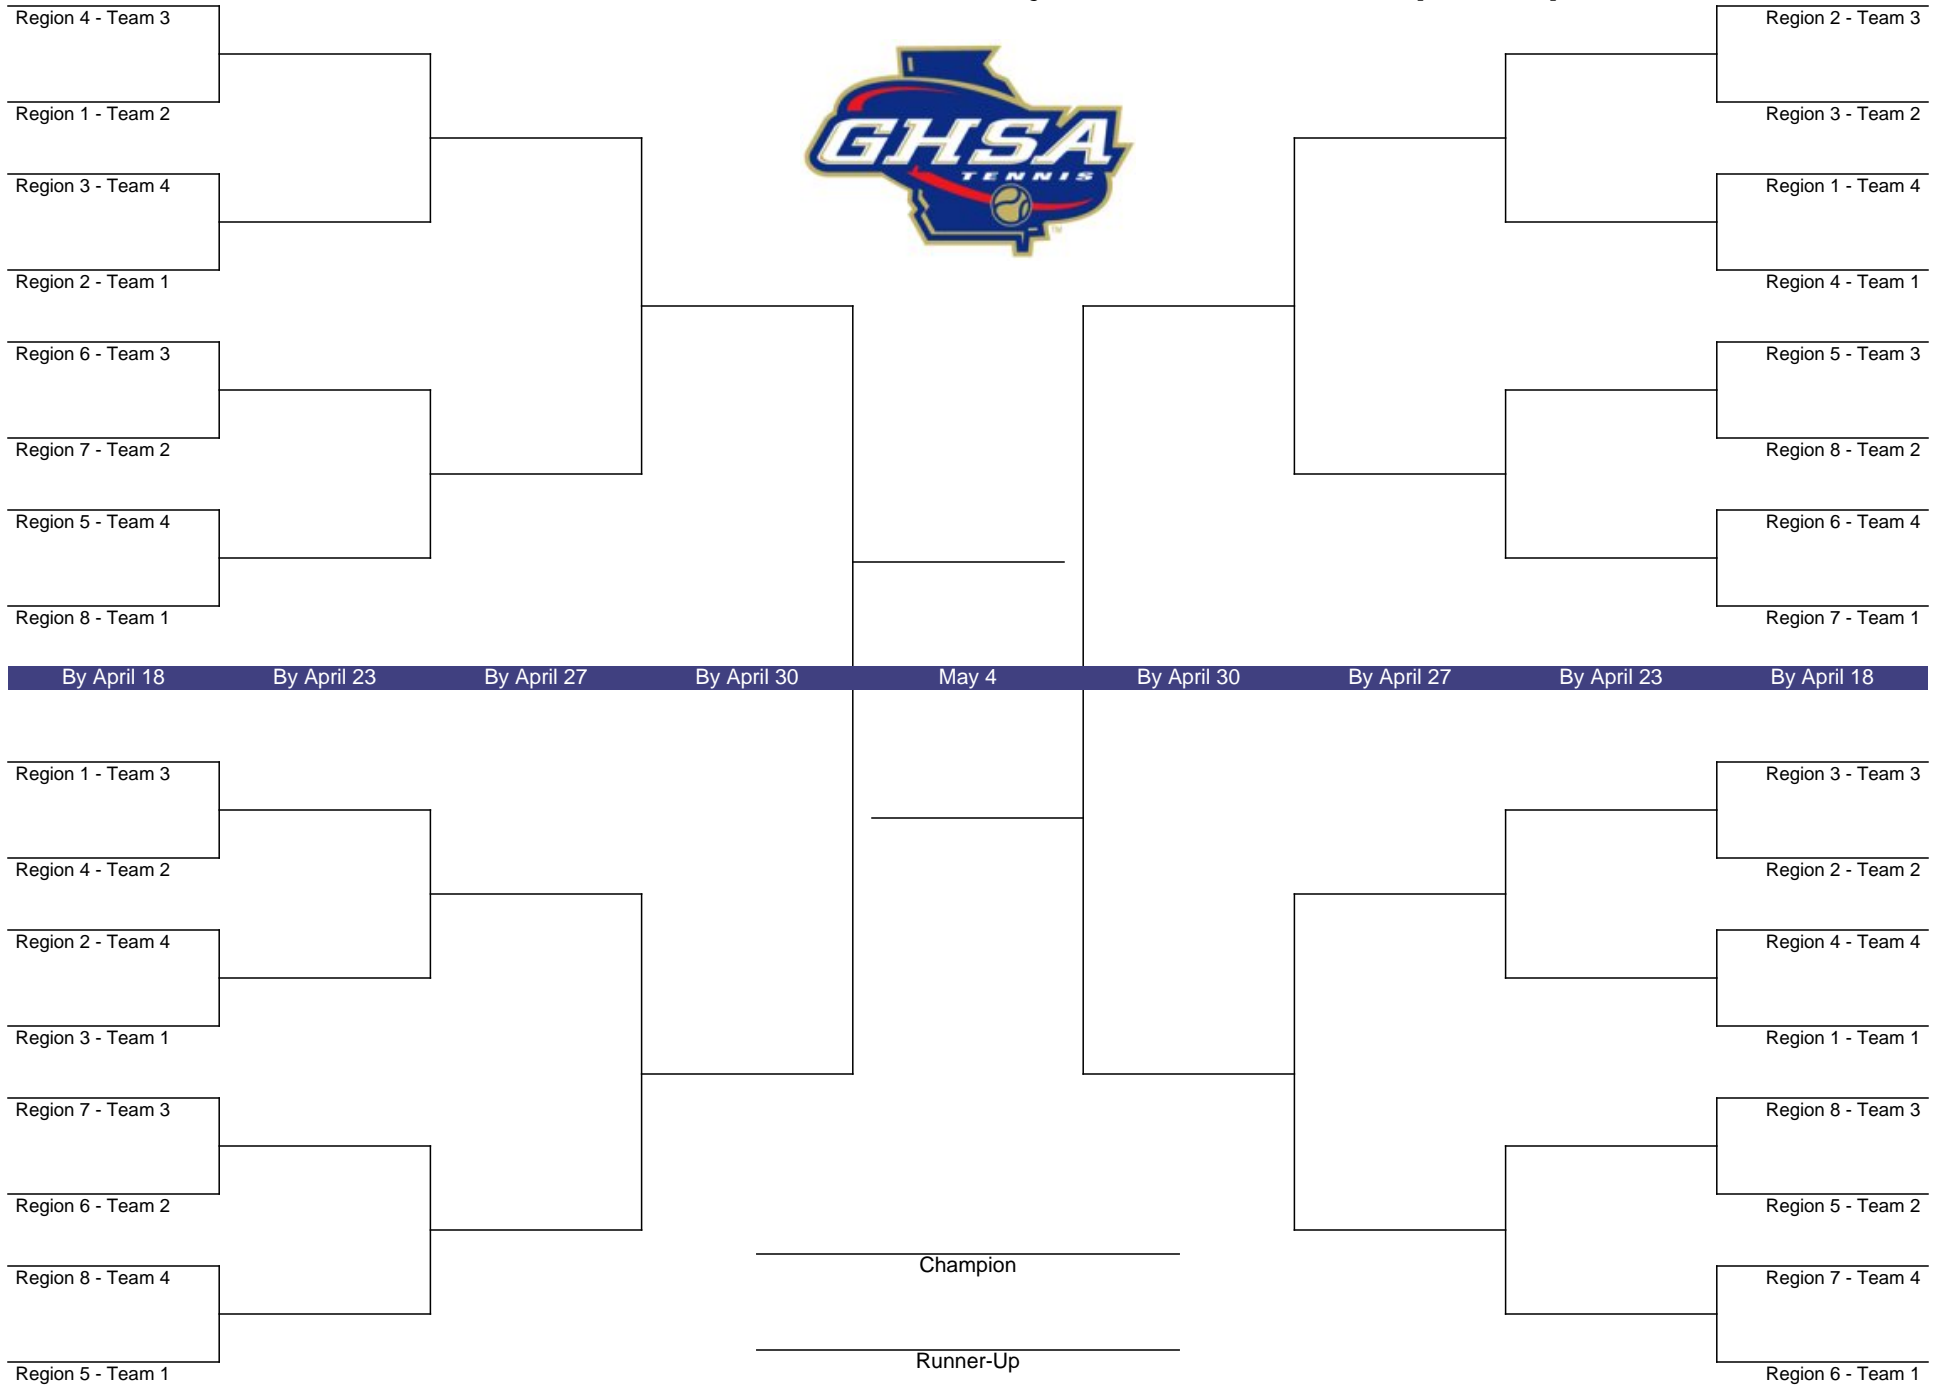 Region 4 - Team 3
Region 1 - Team 2
Region 3 - Team 4
Region 2 - Team 1
Region 6 - Team 3
Region 7 - Team 2
Region 5 - Team 4
Region 8 - Team 1
GHSA
TENNIS
TM
Region 2 - Team 3
Region 3 - Team 2
Region 1 - Team 4
Region 4 - Team 1
Region 5 - Team 3
Region 8 - Team 2
Region 6 - Team 4
Region 7 - Team 1
By April 18 By April 23 By April 27 By April 30 May 4 By April 30 By April 27 By April 23 By April 18
Region 1 - Team 3
Region 4 - Team 2
Region 2 - Team 4
Region 3 - Team 1
Region 7 - Team 3
Region 6 - Team 2
Region 8 - Team 4
Region 5 - Team 1
Champion
Runner-Up
Region 3 - Team 3
Region 2 - Team 2
Region 4 - Team 4
Region 1 - Team 1
Region 8 - Team 3
Region 5 - Team 2
Region 7 - Team 4
Region 6 - Team 1